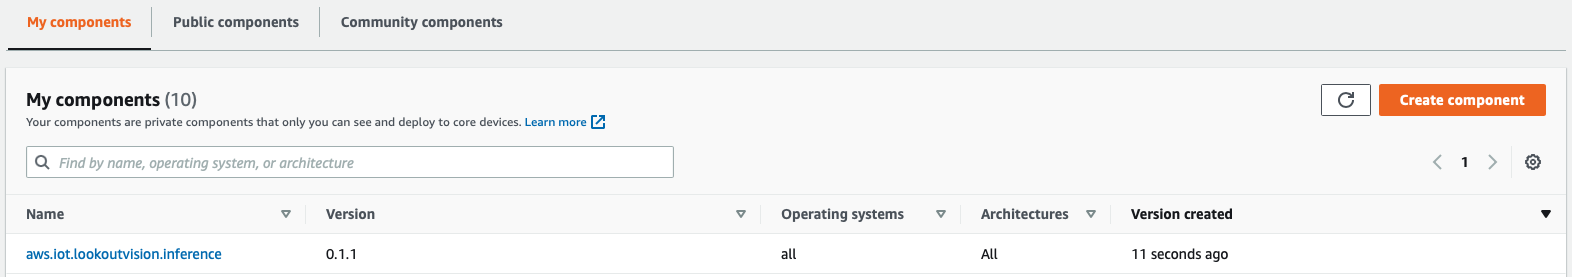 My components Public components Community components
My components (10)
Create component
Your components are private components that only you can see and deploy to core devices. Learn more
Find by name, operating system, or architecture
1
Name Version Operating systems Architectures Version created
aws.iot.lookoutvision.inference 0.1.1 all All 11 seconds ago